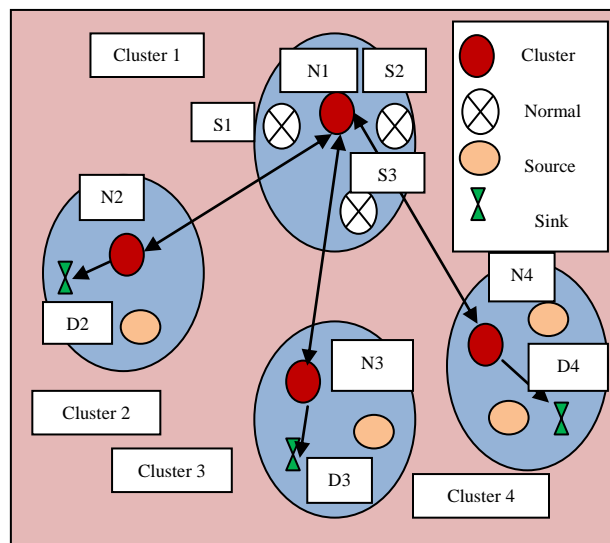 Cluster 1
N1
S2
Cluster
S1
Normal
S3
Source
N2
Sink
N4
D2
N3
D4
Cluster 2
Cluster 3
D3
Cluster 4